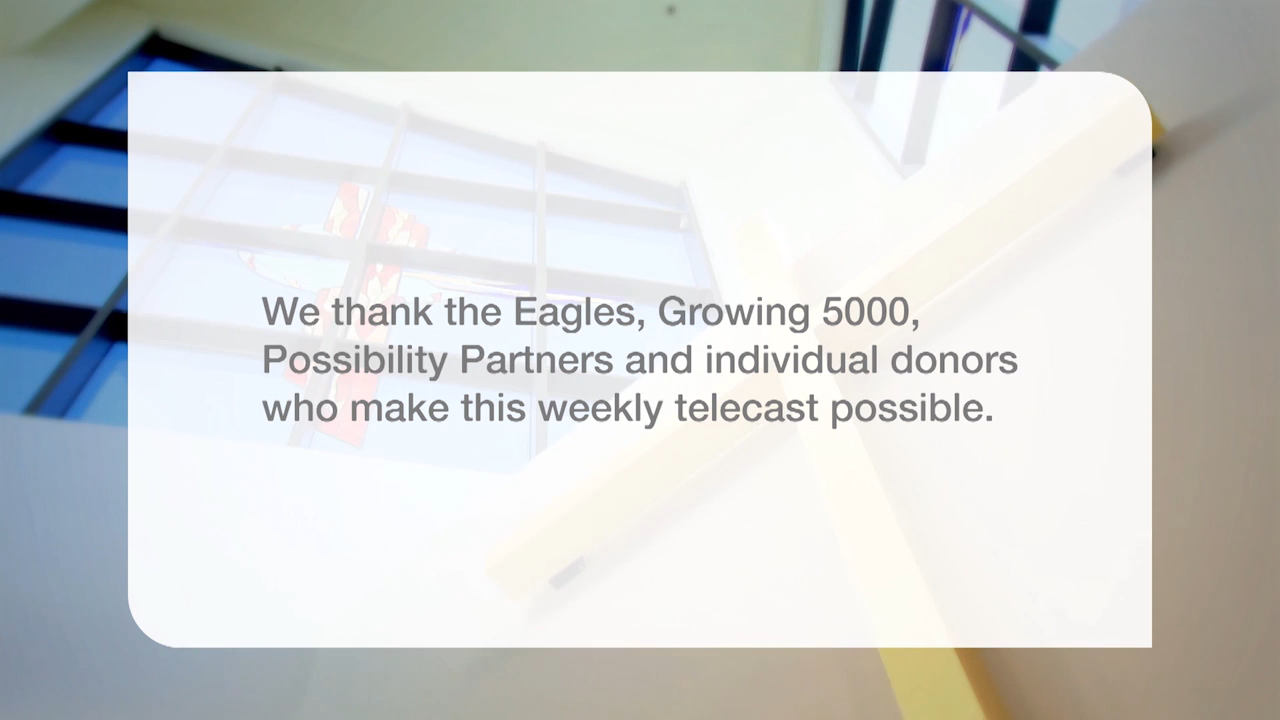 We thank the Eagles, Growing 5000,
Possibility Partners and individual donors
who make this weekly telecast possible.